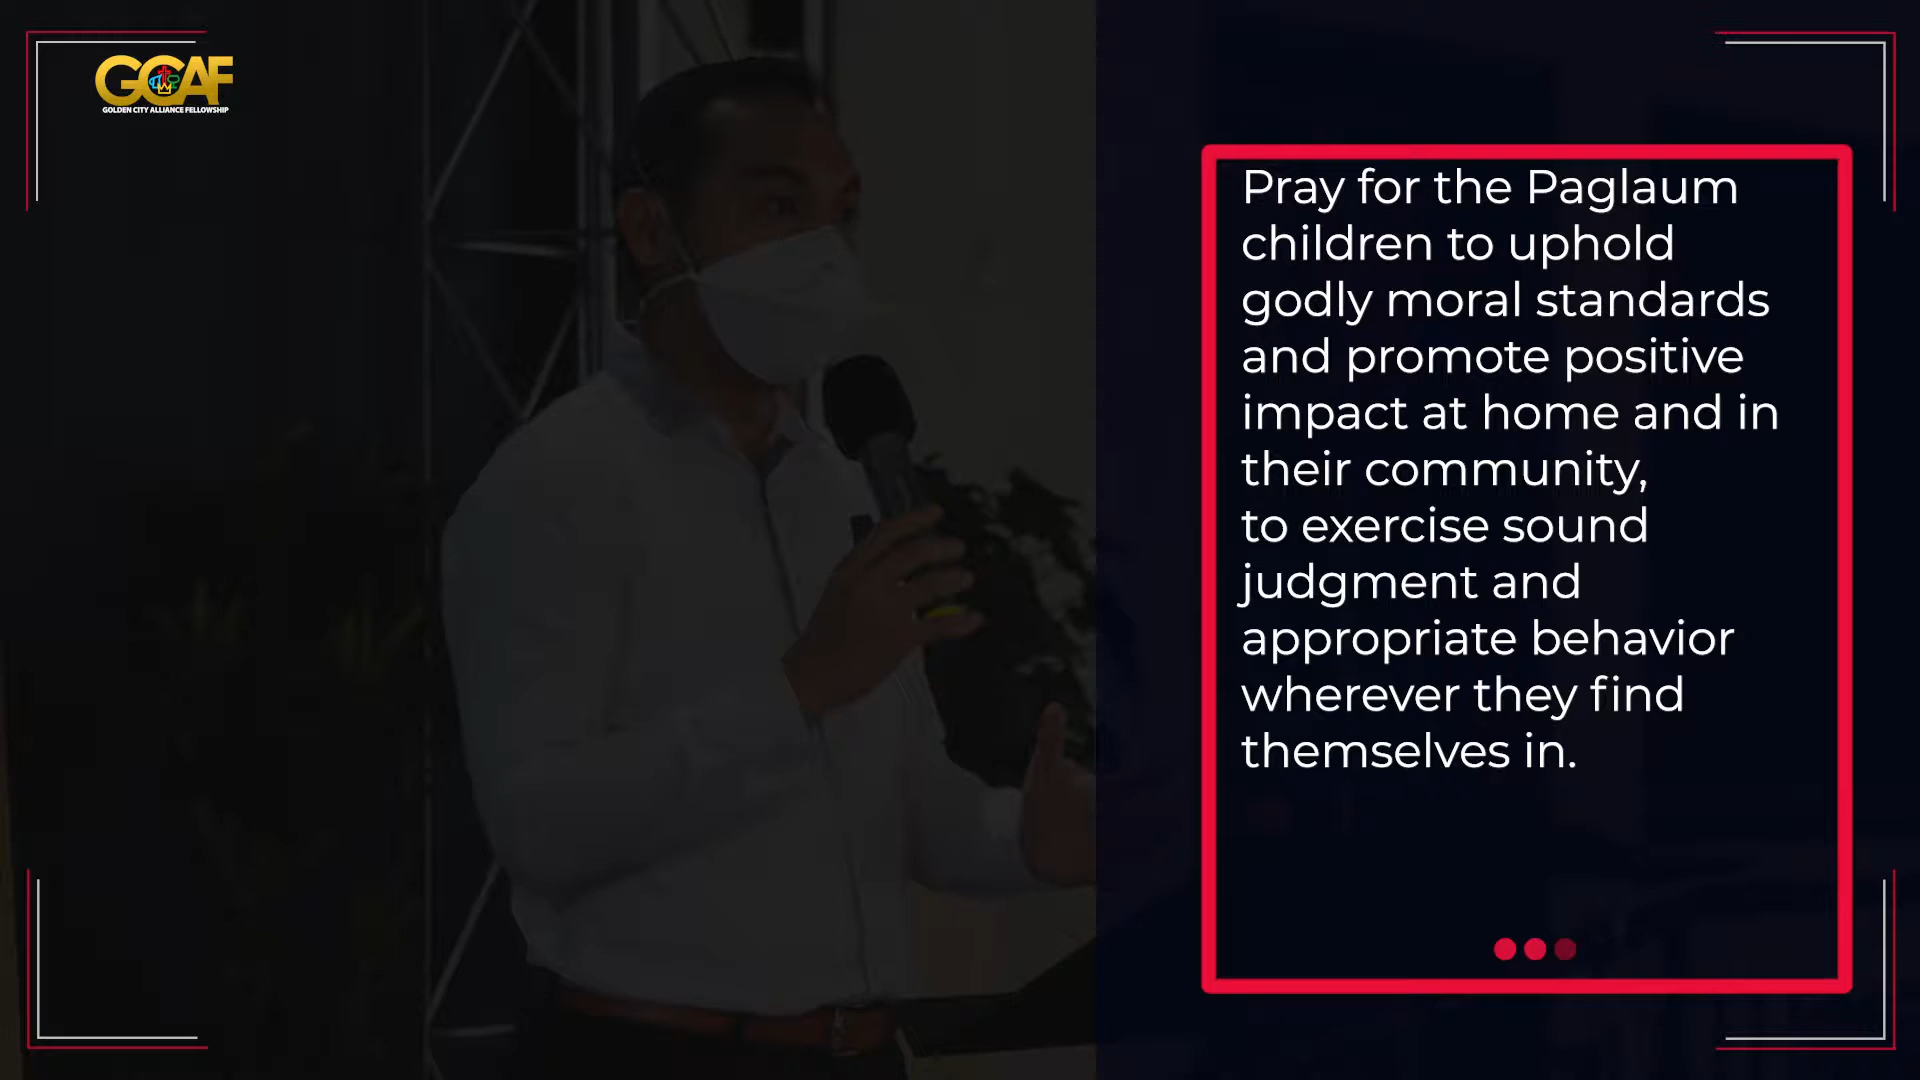 GCAF
GOLDEN CITY ALLIANCE FELLOWSHIP
Pray for the Paglaum
children to uphold
godly moral standards
and promote positive
impact at home and in
their community,
to exercise sound
judgment and
appropriate behavior
wherever they find
themselves in.